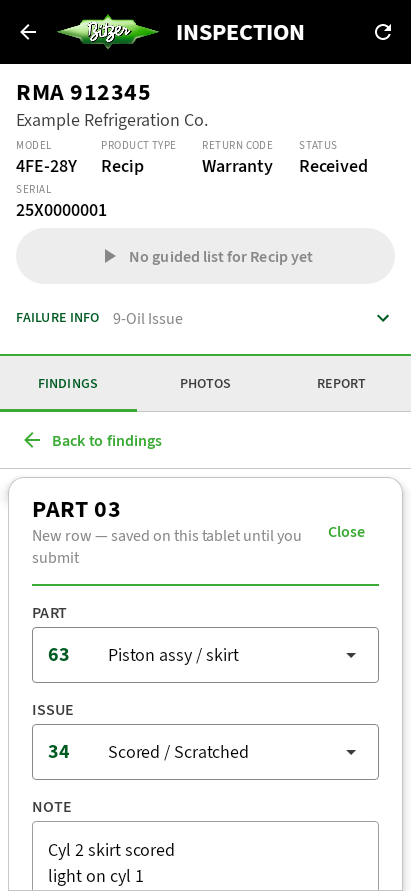 Bitzer INSPECTION
RMA 912345
Example Refrigeration Co.
MODEL PRODUCT TYPE RETURN CODE STATUS
4FE-28Y Recip Warranty Received
SERIAL
25X0000001
No guided list for Recip yet
FAILURE INFO 9-Oil Issue
FINDINGS PHOTOS REPORT
Back to findings
PART 03
New row — saved on this tablet until you
submit
Close
PART
63 Piston assy / skirt
ISSUE
34 Scored / Scratched
NOTE
Cyl 2 skirt scored
light on cyl 1